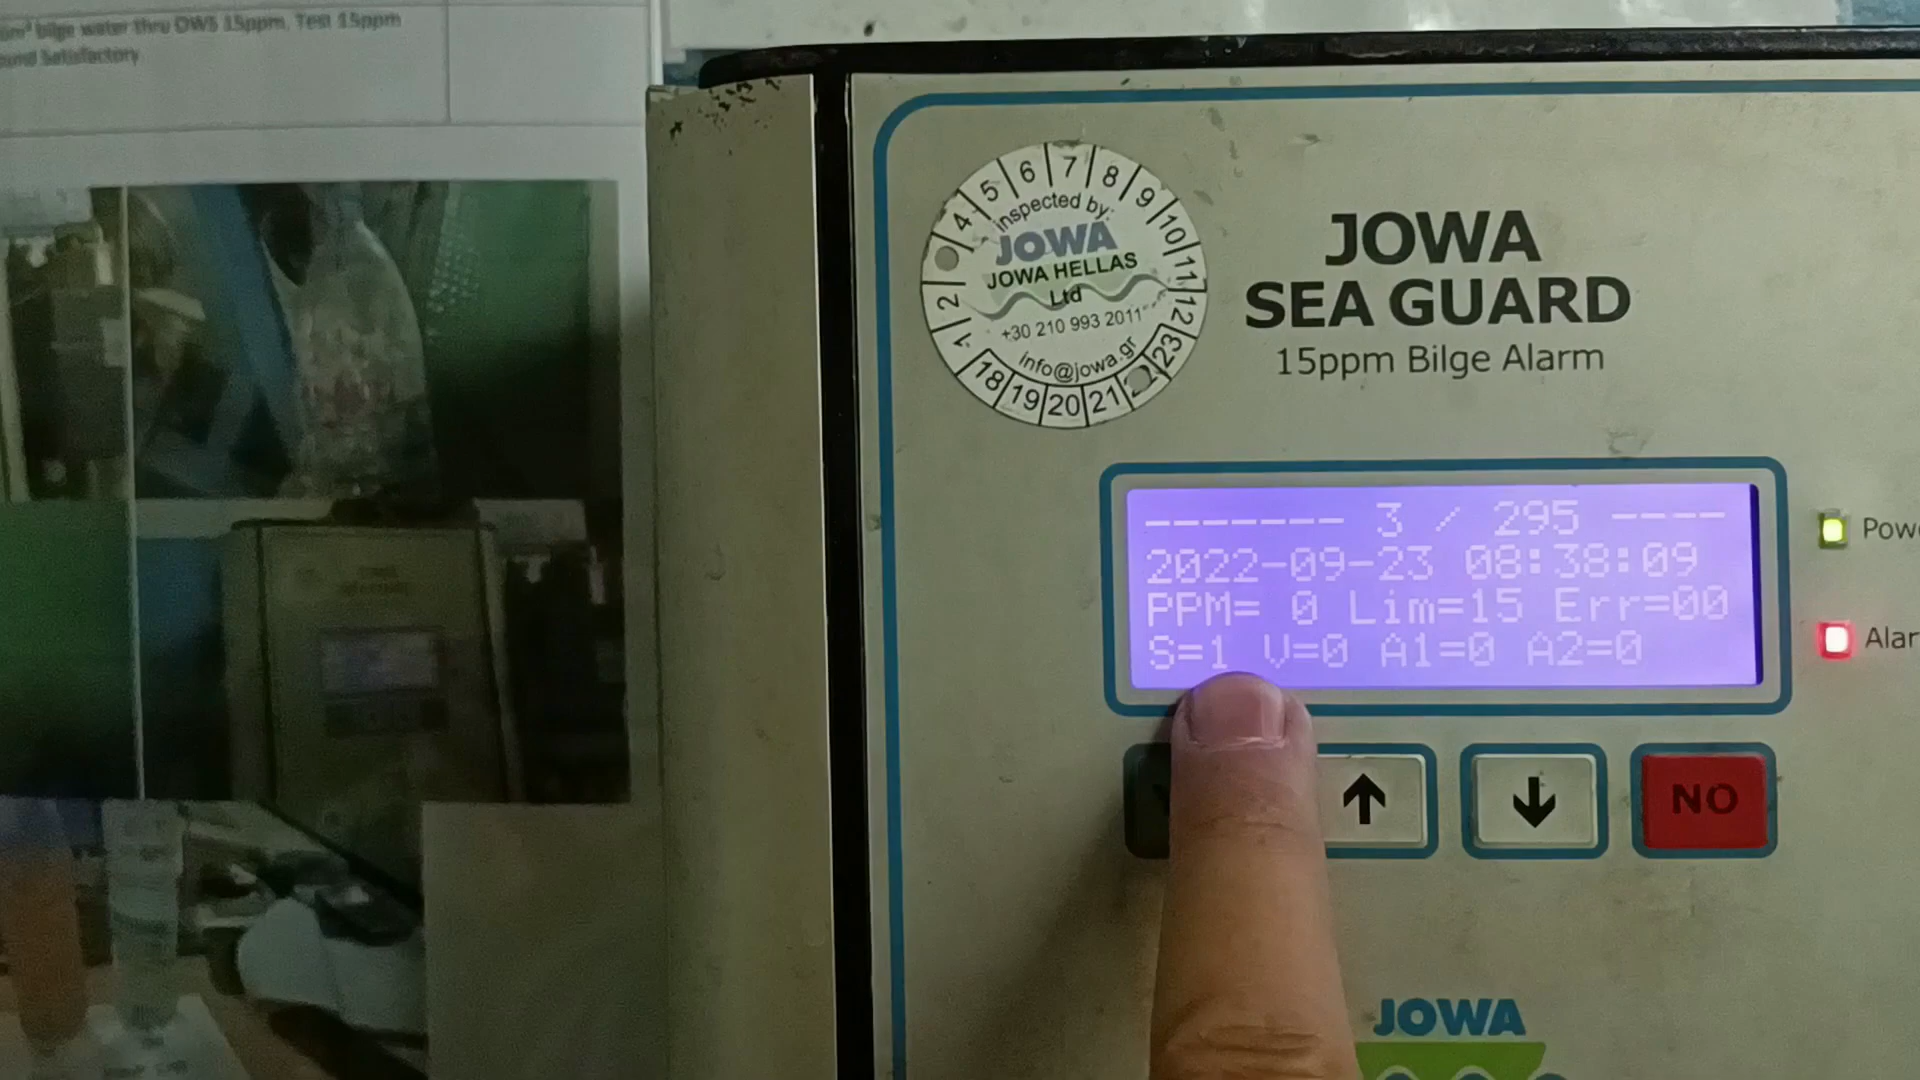 bilge water thru OWS 15ppm, Test 15ppm
Satisfactory
1 2 4 5 6 7 8 9 10 11 12
inspected by:
JOWA
JOWA HELLAS
Ltd
+30 210 993 2011
info@jowa.gr
18 19 20 21 23
JOWA
SEA GUARD
15ppm Bilge Alarm
------- 3 / 295 ----
2022-09-23 08:38:09
PPM= 0 Lim=15 Err=00
S=1 V=0 A1=0 A2=0
Powe
Alar
NO
JOWA